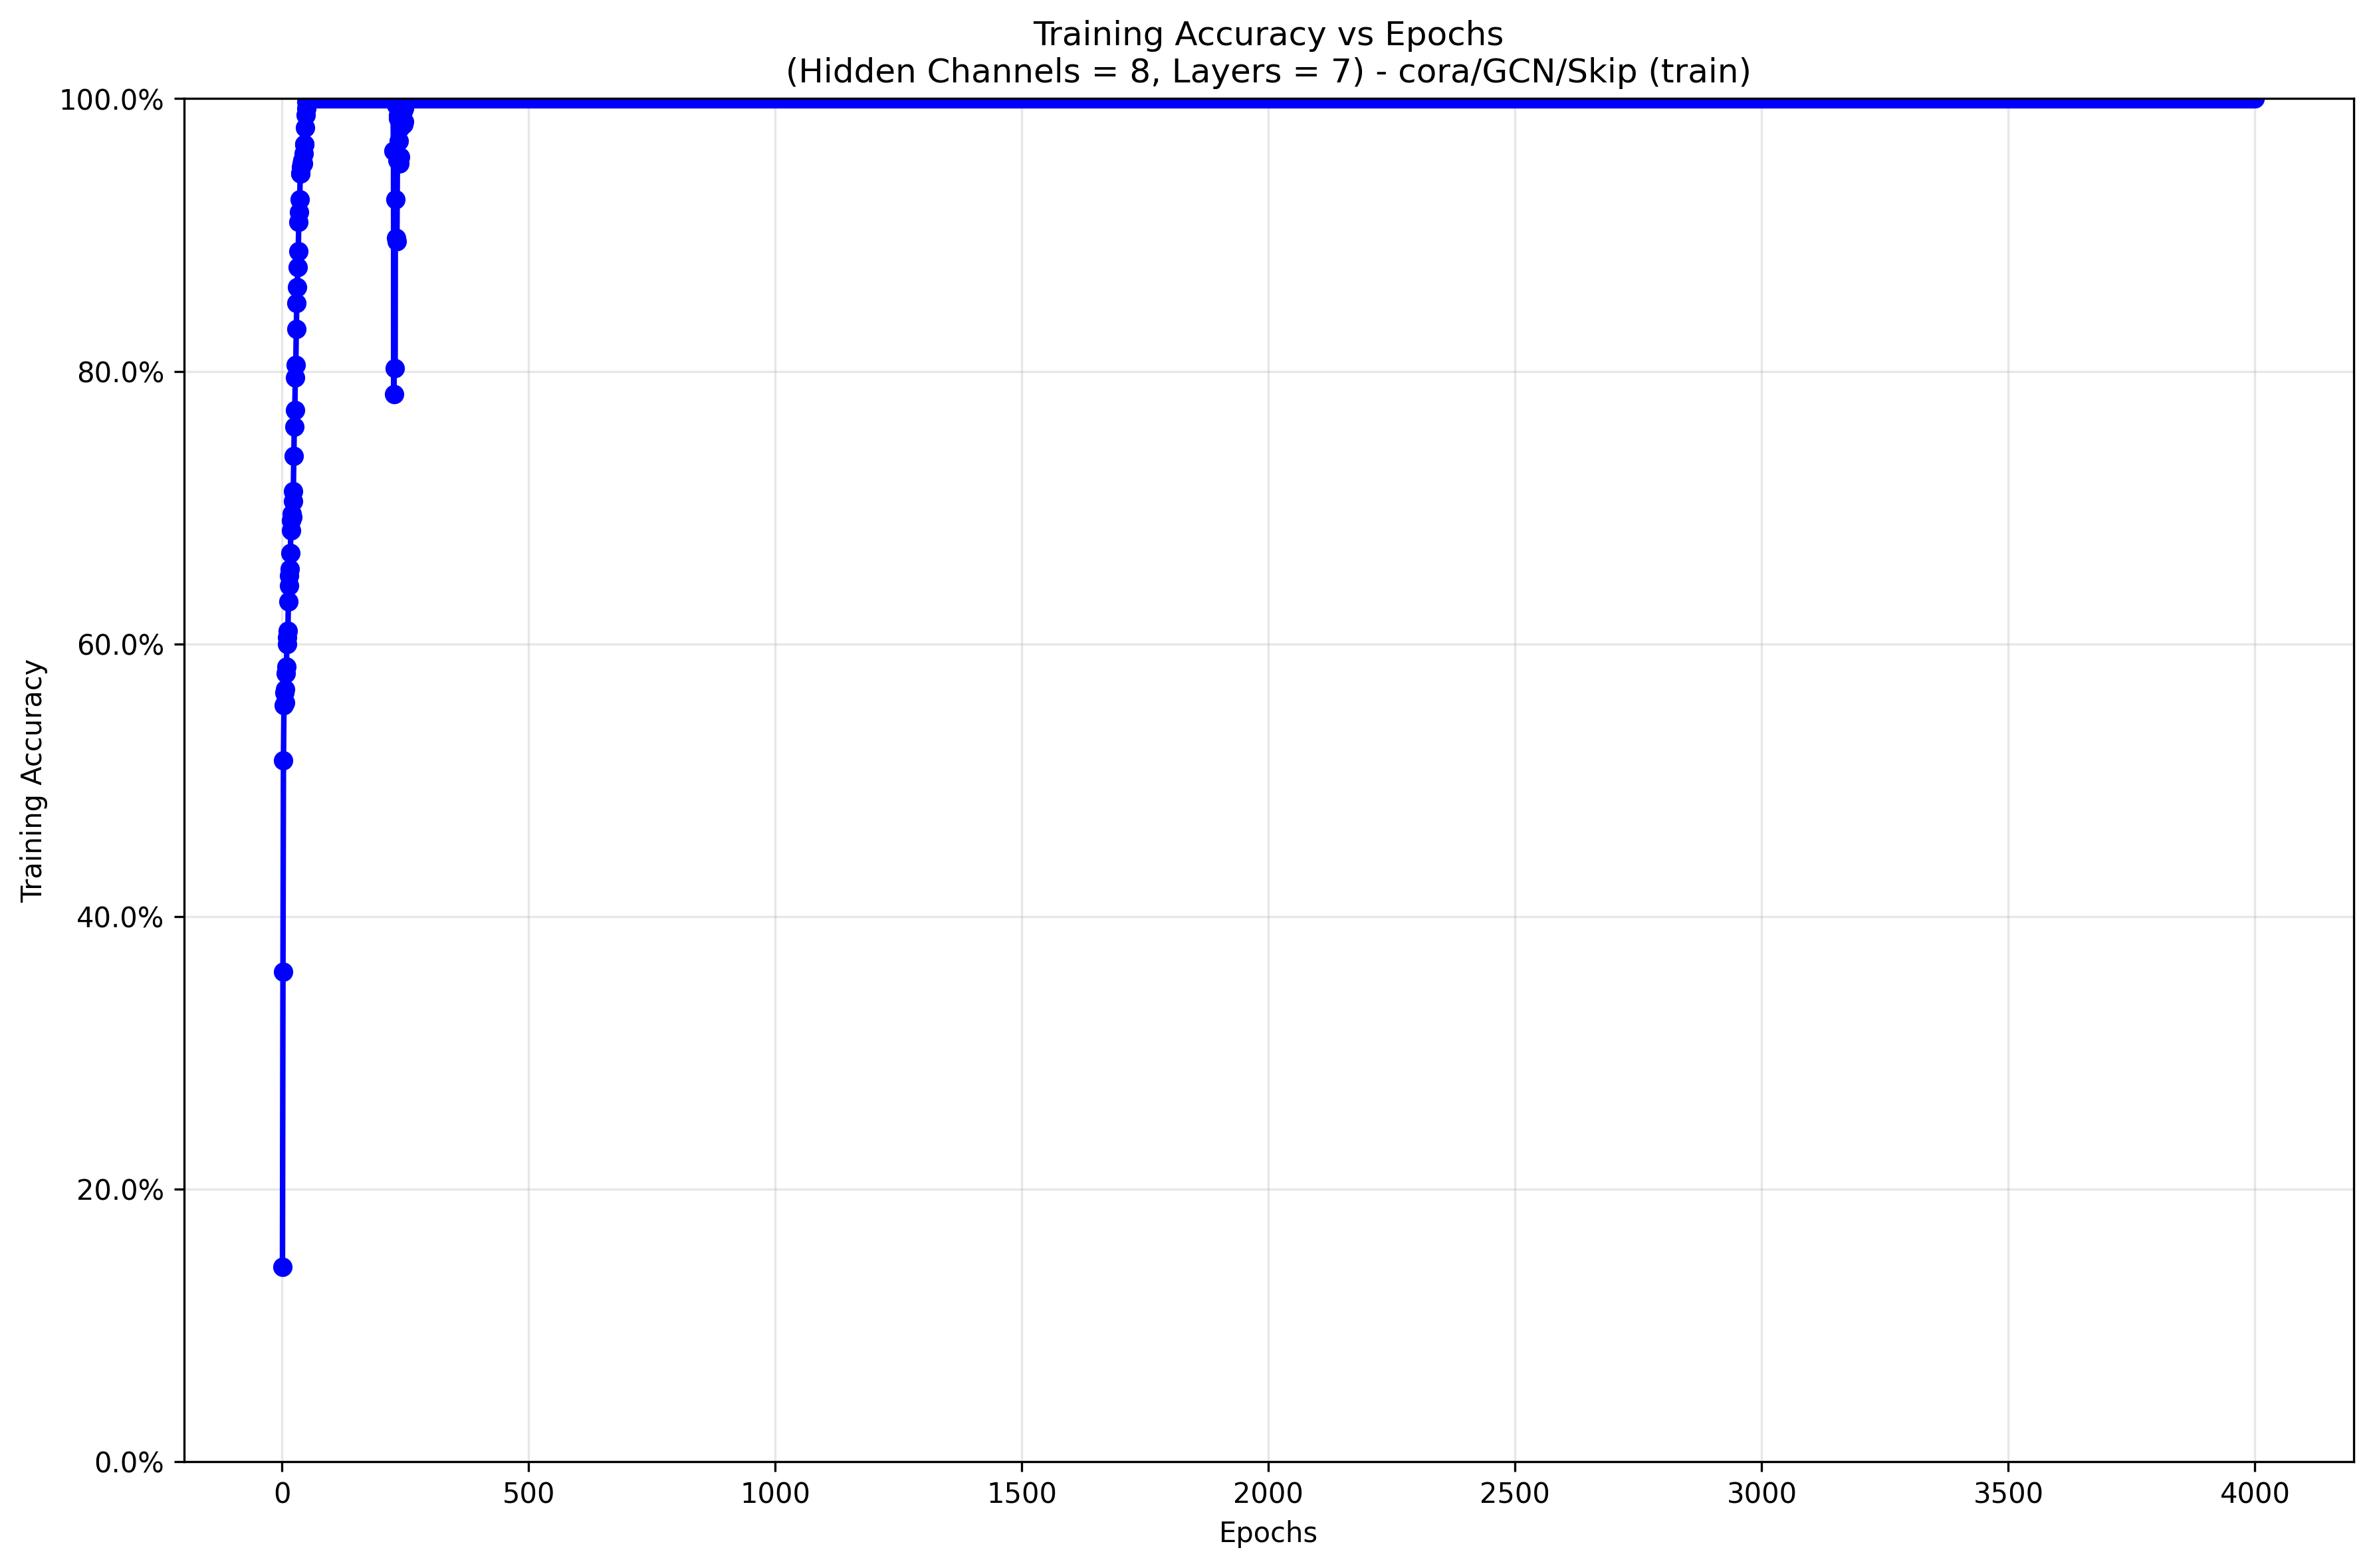 Training Accuracy vs Epochs
(Hidden Channels = 8, Layers = 7) - cora/GCN/Skip (train)
Training Accuracy
100.0%
80.0%
60.0%
40.0%
20.0%
0.0%
0 500 1000 1500 2000 2500 3000 3500 4000
Epochs